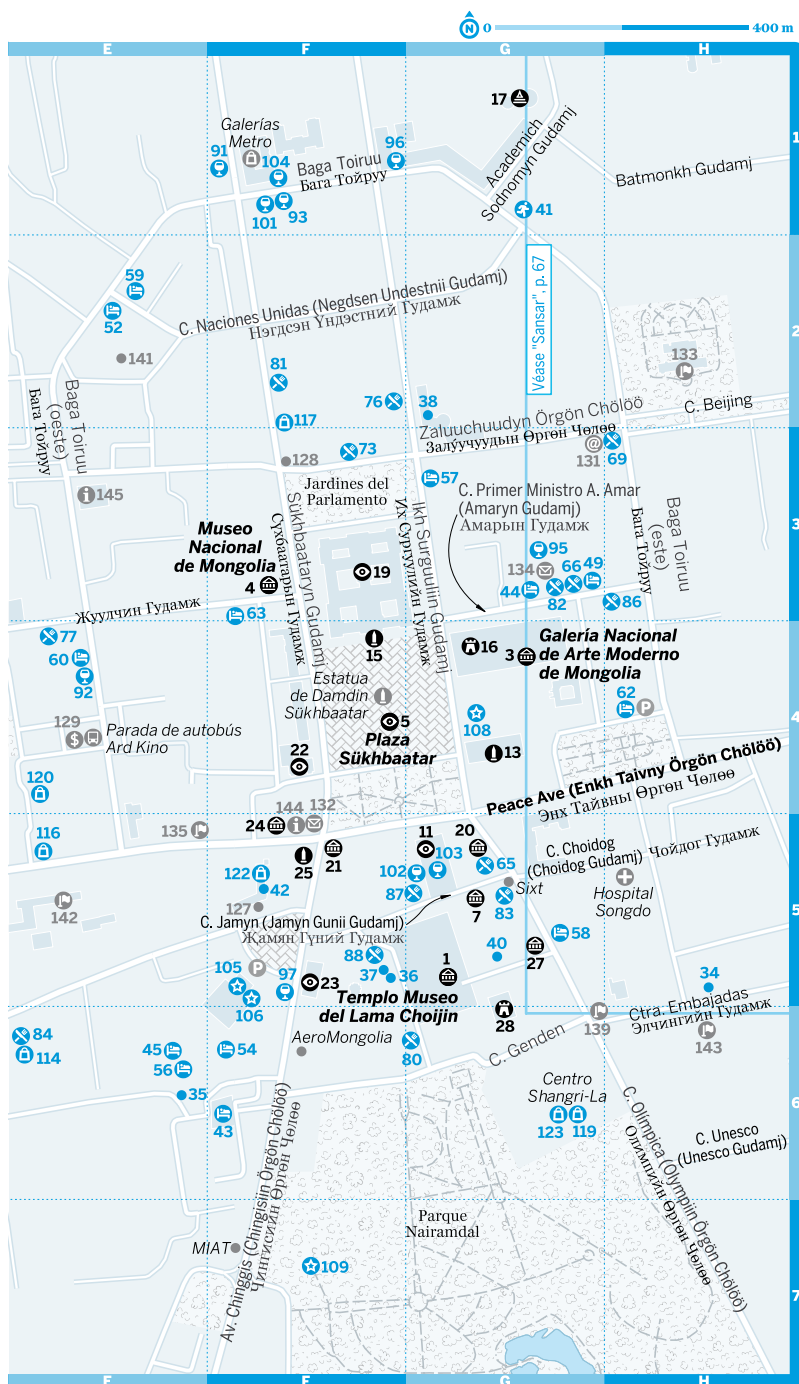 N 0 400 m
E F G H
17
1
Galerías
Metro
91
104
96
Baga Toiruu
Бага Тойруу
101
93
Academich
Sodnomyn Gudamj
Batmonkh Gudamj
41
59
52
C. Naciones Unidas (Negdsen Undestnii Gudamj)
Нэгдсэн Үндэстний Гудамж
Véase "Sansar", p. 67
2
141
133
81
76
38
117
C. Beijing
Zaluuchuudyn Örgön Chölöö
Залуучуудын Өргөн Чөлөө
Baga Toiruu
(oeste)
Бага Тойруу
73
131
69
128
57
Jardines del
Parlamento
C. Primer Ministro A. Amar
(Amaryn Gudamj)
Амарын Гудамж
145
Sükhbaataryn Gudamj
Сүхбаатарын Гудамж
Ikh Surguuliin Gudamj
Их Сургуулийн Гудамж
Baga Toiruu
(este)
Бага Тойруу
3
Museo
Nacional
de Mongolia
4
19
95
134
66
49
44
82
86
63
Жуулчин Гудамж
77
60
92
15
16
3
Galería Nacional
de Arte Moderno
de Mongolia
Estatua
de Damdin
Sükhbaatar
5
Plaza
Sükhbaatar
108
62
P
4
129
$
Parada de autobús
Ard Kino
22
13
120
Peace Ave (Enkh Taivny Örgön Chölöö)
Энх Тайвны Өргөн Чөлөө
116
135
24
144
132
25
21
11
20
103
102
65
C. Choidog
(Choidog Gudamj)
Чойдог Гудамж
122
42
87
Sixt
83
Hospital
Songdo
142
127
7
C. Jamyn (Jamyn Gunii Gudamj)
Жамян Гүний Гудамж
58
5
P
88
37
36
1
40
27
105
106
97
23
34
Templo Museo
del Lama Choijin
28
139
Ctra. Embajadas
Элчингийн Гудамж
143
84
114
45
54
AeroMongolia
80
C. Genden
56
35
43
Centro
Shangri-La
123
119
6
C. Unesco
(Unesco Gudamj)
C. Olímpica (Olympiin Örgön Chölöö)
Олимпийн Өргөн Чөлөө
Av. Chinggis (Chingisiin Örgön Chölöö)
Чингисийн Өргөн Чөлөө
Parque
Nairamdal
MIAT
109
7
E F G H